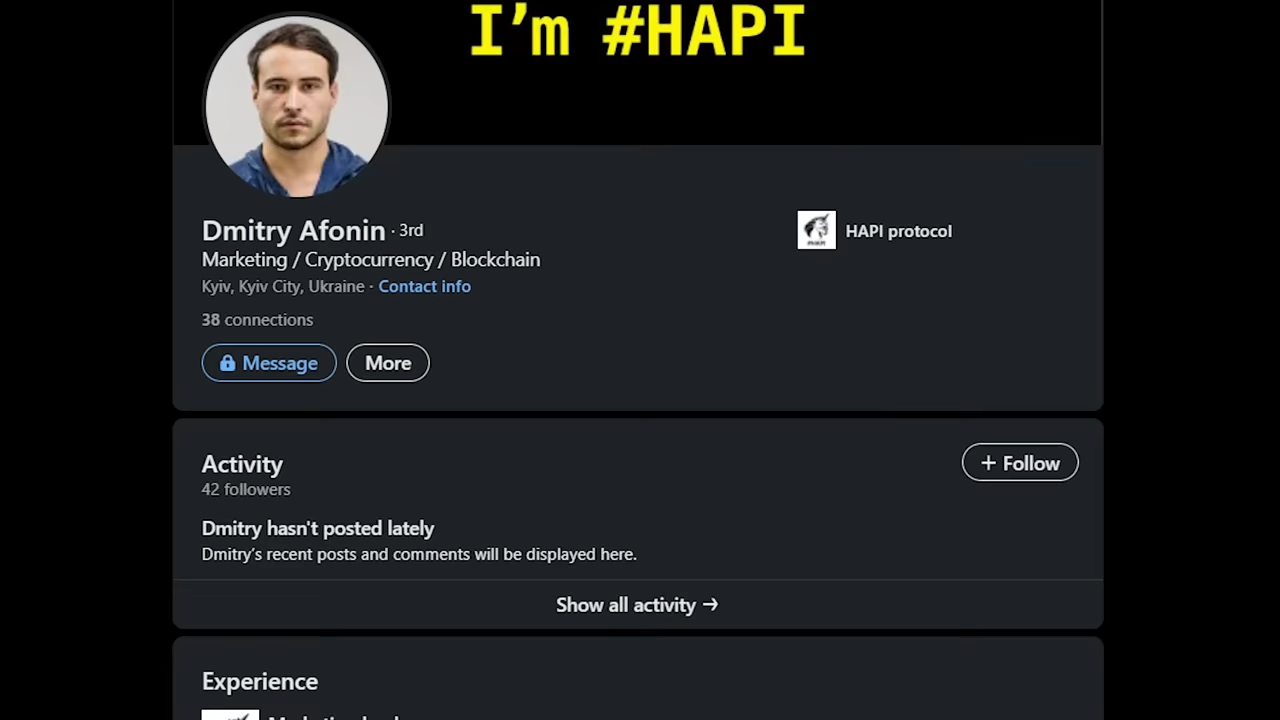 I'm #HAPI
Dmitry Afonin · 3rd
HAPI protocol
Marketing / Cryptocurrency / Blockchain
Kyiv, Kyiv City, Ukraine · Contact info
38 connections
Message
More
Activity
+ Follow
42 followers
Dmitry hasn't posted lately
Dmitry's recent posts and comments will be displayed here.
Show all activity →
Experience